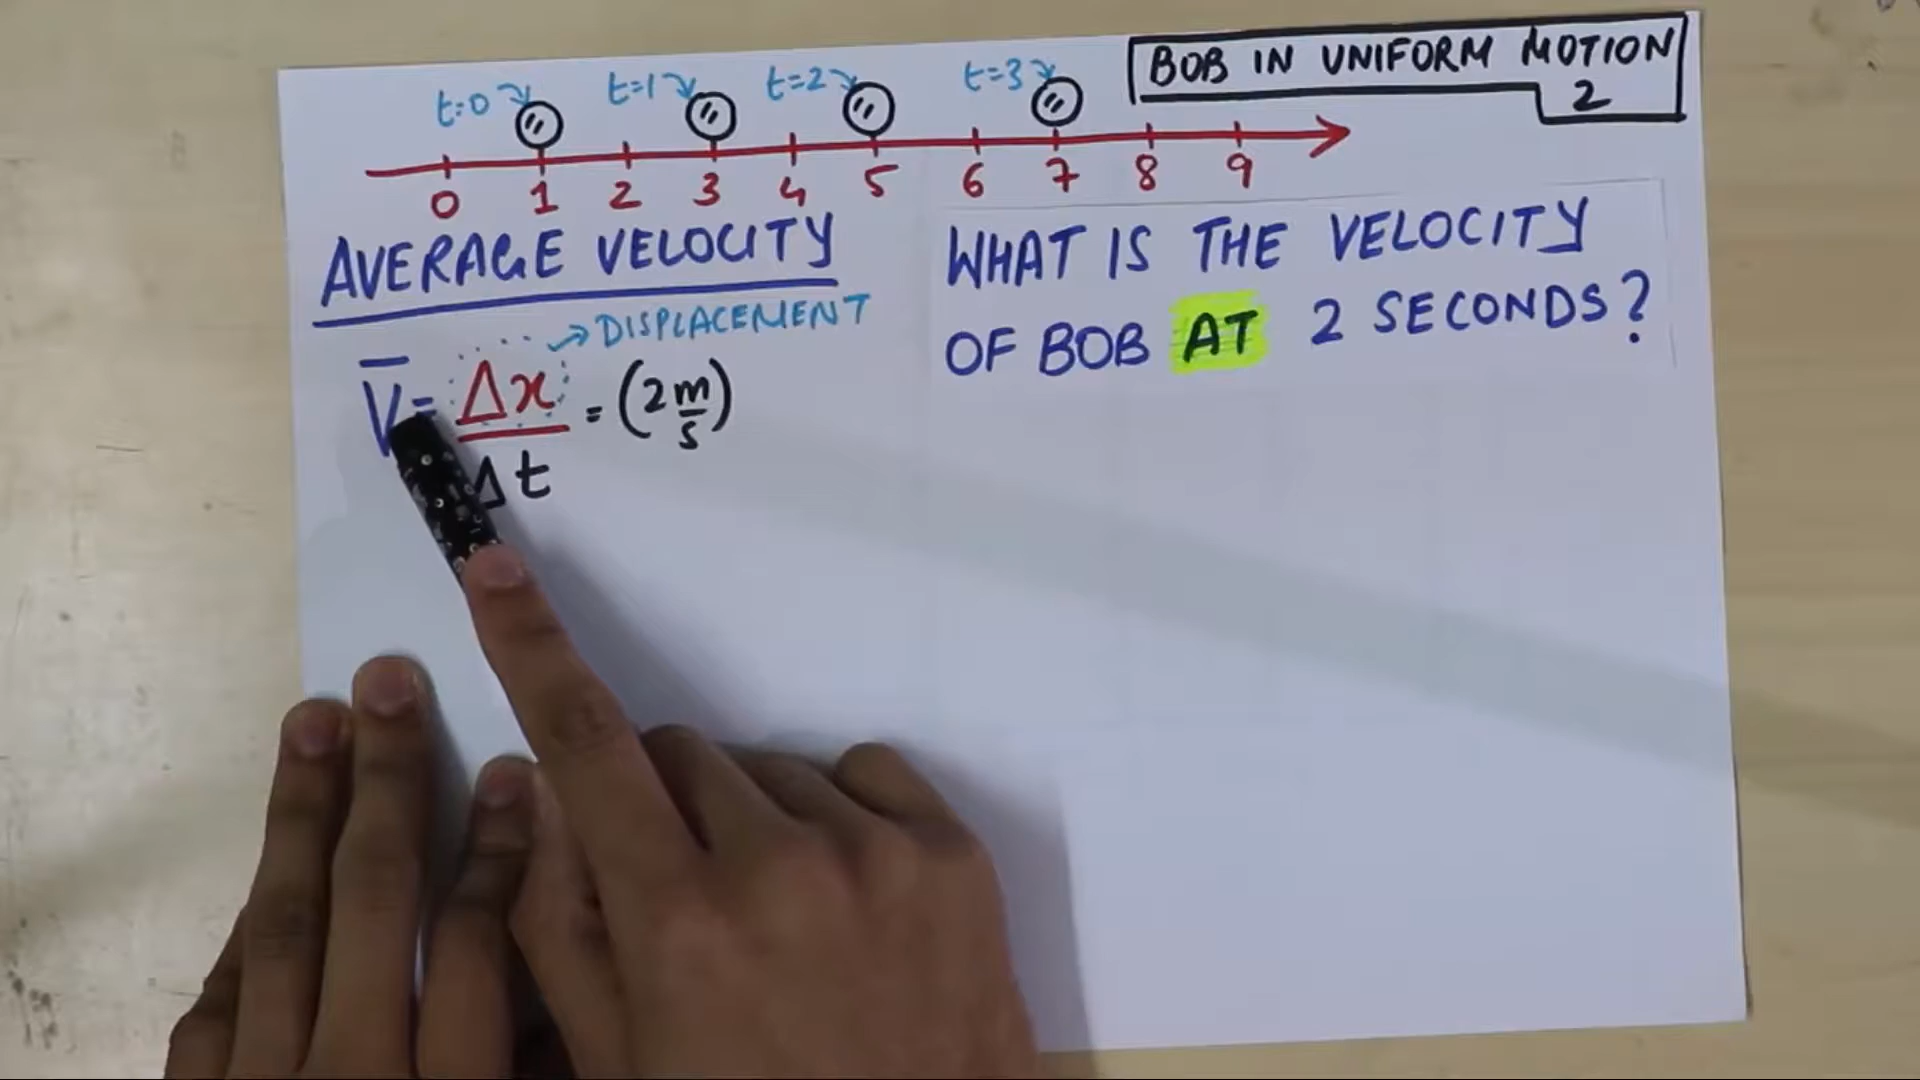 BOB IN UNIFORM MOTION
2
t=0 t=1 t=2 t=3
0 1 2 3 4 5 6 7 8 9
AVERAGE VELOCITY
DISPLACEMENT
V̅ = Δx / Δt = (2 m/s)
WHAT IS THE VELOCITY
OF BOB AT 2 SECONDS?